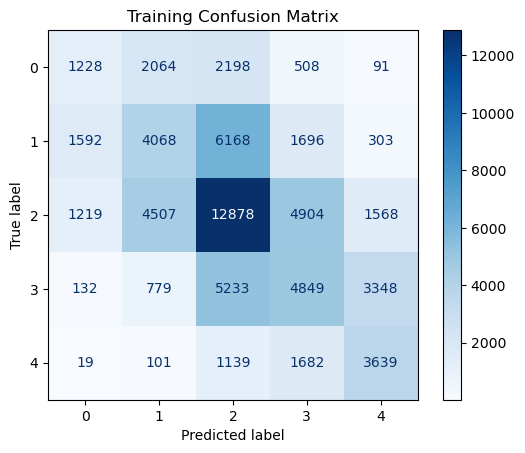 Training Confusion Matrix
0 1228 2064 2198 508 91
1 1592 4068 6168 1696 303
2 1219 4507 12878 4904 1568
3 132 779 5233 4849 3348
4 19 101 1139 1682 3639
0 1 2 3 4
Predicted label
True label
12000
10000
8000
6000
4000
2000